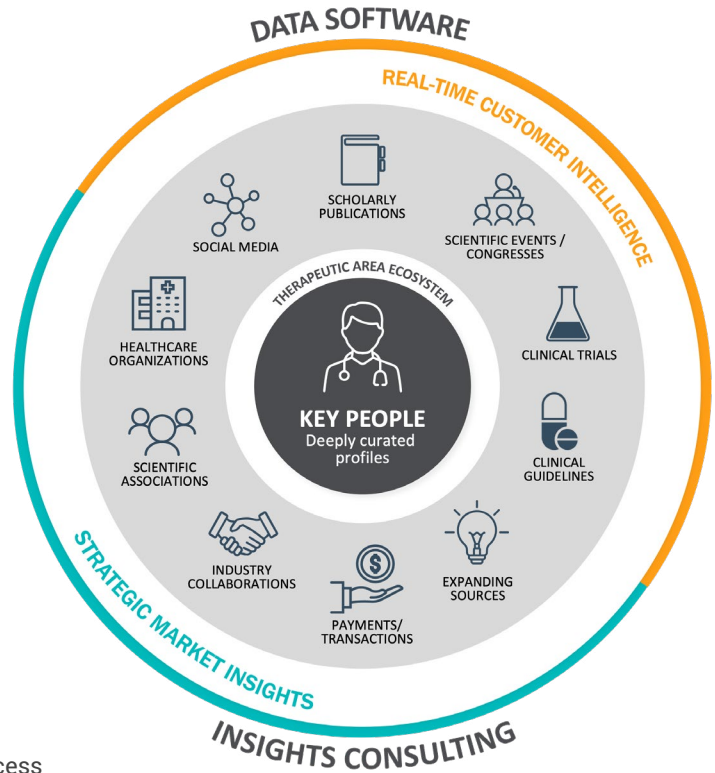 DATA SOFTWARE
REAL-TIME CUSTOMER INTELLIGENCE
SCHOLARLY
PUBLICATIONS
SOCIAL MEDIA
SCIENTIFIC EVENTS /
CONGRESSES
THERAPEUTIC AREA ECOSYSTEM
HEALTHCARE
ORGANIZATIONS
CLINICAL TRIALS
KEY PEOPLE
Deeply curated
profiles
SCIENTIFIC
ASSOCIATIONS
CLINICAL
GUIDELINES
INDUSTRY
COLLABORATIONS
EXPANDING
SOURCES
$
PAYMENTS/
TRANSACTIONS
STRATEGIC MARKET INSIGHTS
INSIGHTS CONSULTING
cess